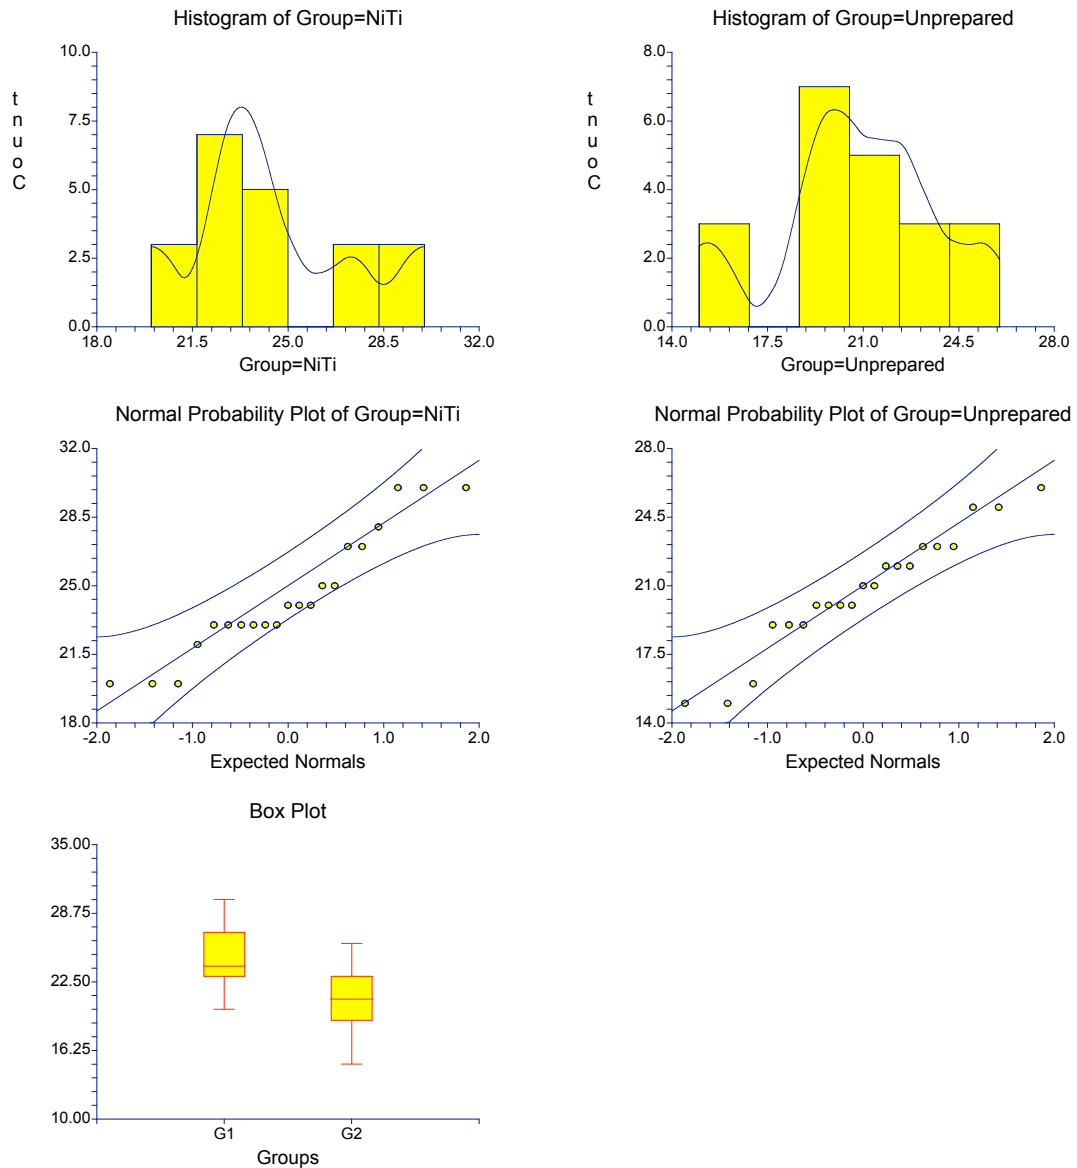 Histogram of Group=NiTi
10.0
7.5
5.0
2.5
0.0
tnuoC
18.0 21.5 25.0 28.5 32.0
Group=NiTi
Histogram of Group=Unprepared
8.0
6.0
4.0
2.0
0.0
tnuoC
14.0 17.5 21.0 24.5 28.0
Group=Unprepared
Normal Probability Plot of Group=NiTi
32.0
28.5
25.0
21.5
18.0
-2.0 -1.0 0.0 1.0 2.0
Expected Normals
Normal Probability Plot of Group=Unprepared
28.0
24.5
21.0
17.5
14.0
-2.0 -1.0 0.0 1.0 2.0
Expected Normals
Box Plot
35.00
28.75
22.50
16.25
10.00
G1 G2
Groups